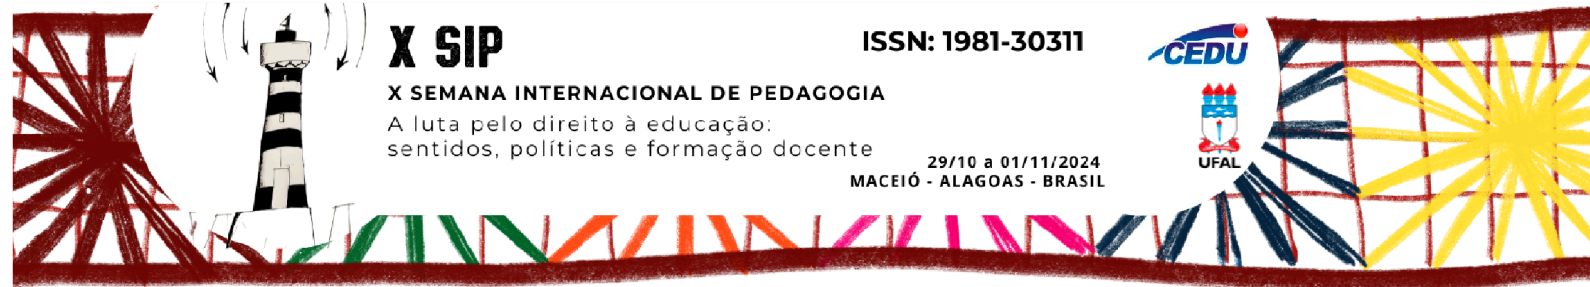 X SIP
ISSN: 1981-30311
X SEMANA INTERNACIONAL DE PEDAGOGIA
A luta pelo direito à educação:
sentidos, políticas e formação docente
29/10 a 01/11/2024
MACEIÓ - ALAGOAS - BRASIL
CEDU
UFAL